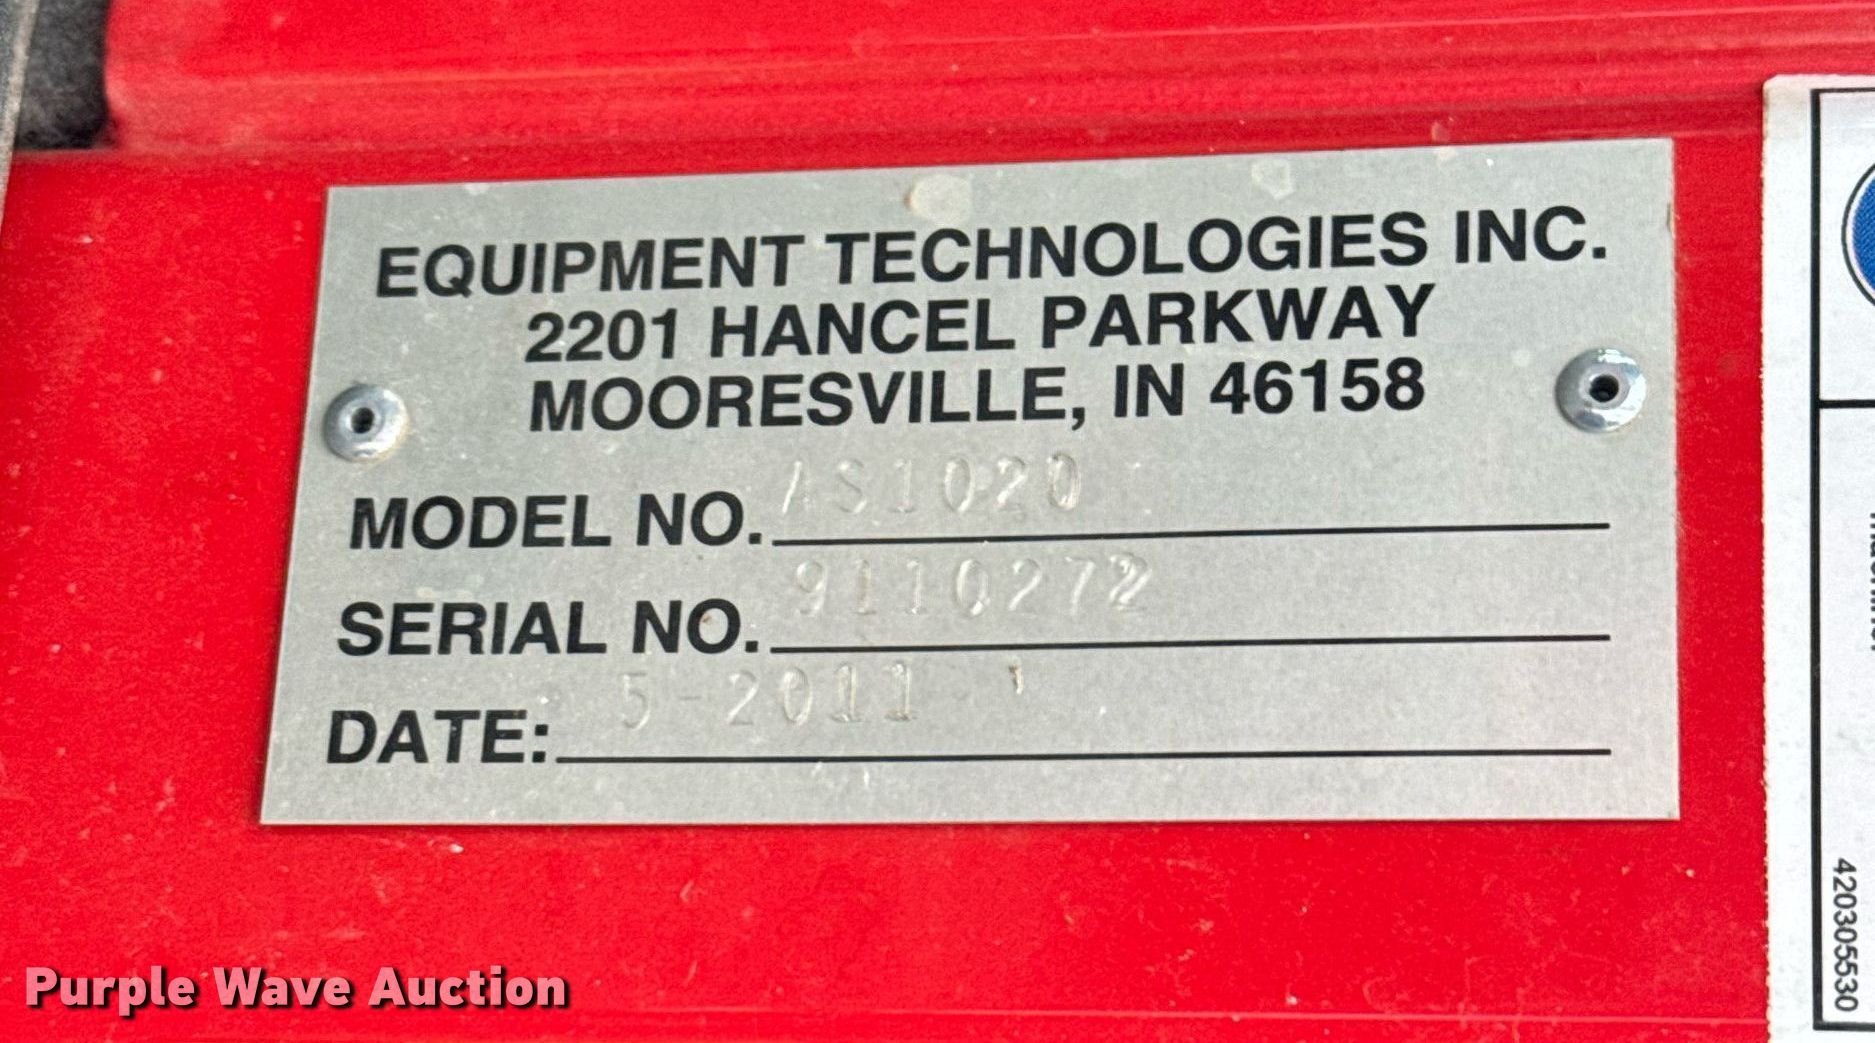 EQUIPMENT TECHNOLOGIES INC.
2201 HANCEL PARKWAY
MOORESVILLE, IN 46158
MODEL NO. AS1020
SERIAL NO. 9110272
DATE: 5-2011
420305530
Purple Wave Auction